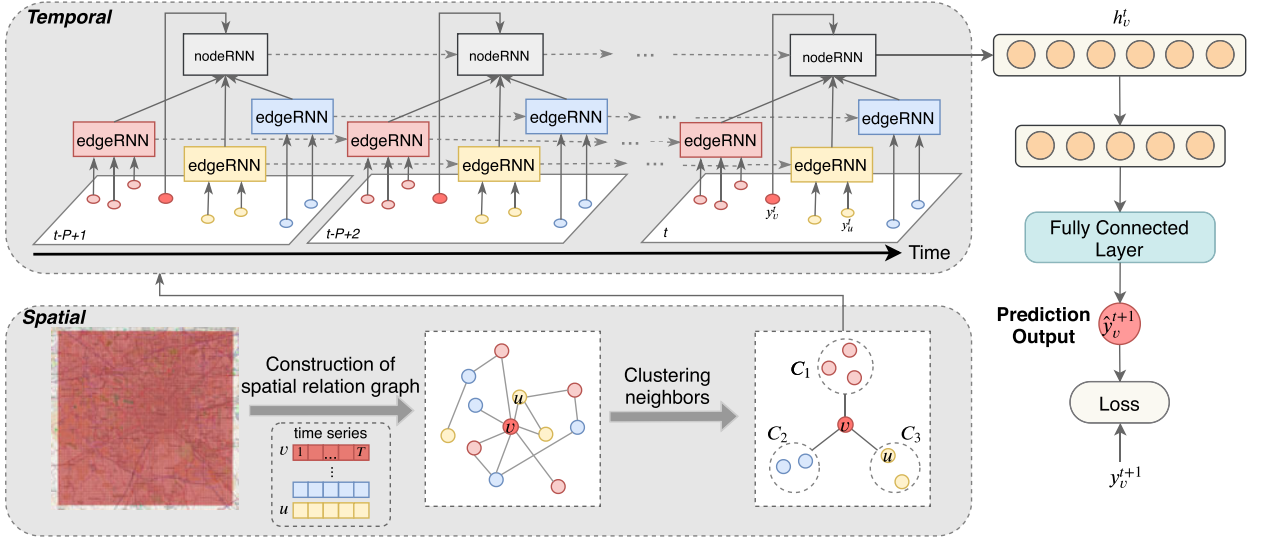 Temporal
nodeRNN
nodeRNN
...
nodeRNN
edgeRNN
edgeRNN
edgeRNN
edgeRNN
edgeRNN
edgeRNN
...
...
...
edgeRNN
edgeRNN
edgeRNN
t-P+1
t-P+2
t
y_v^t
y_u^t
Time
h_v^t
Fully Connected
Layer
Prediction
Output
ŷ_v^{t+1}
Loss
y_v^{t+1}
Spatial
Construction of
spatial relation graph
time series
v 1 ... T
⋮
u
u
v
Clustering
neighbors
C_1
v
C_2
C_3
u